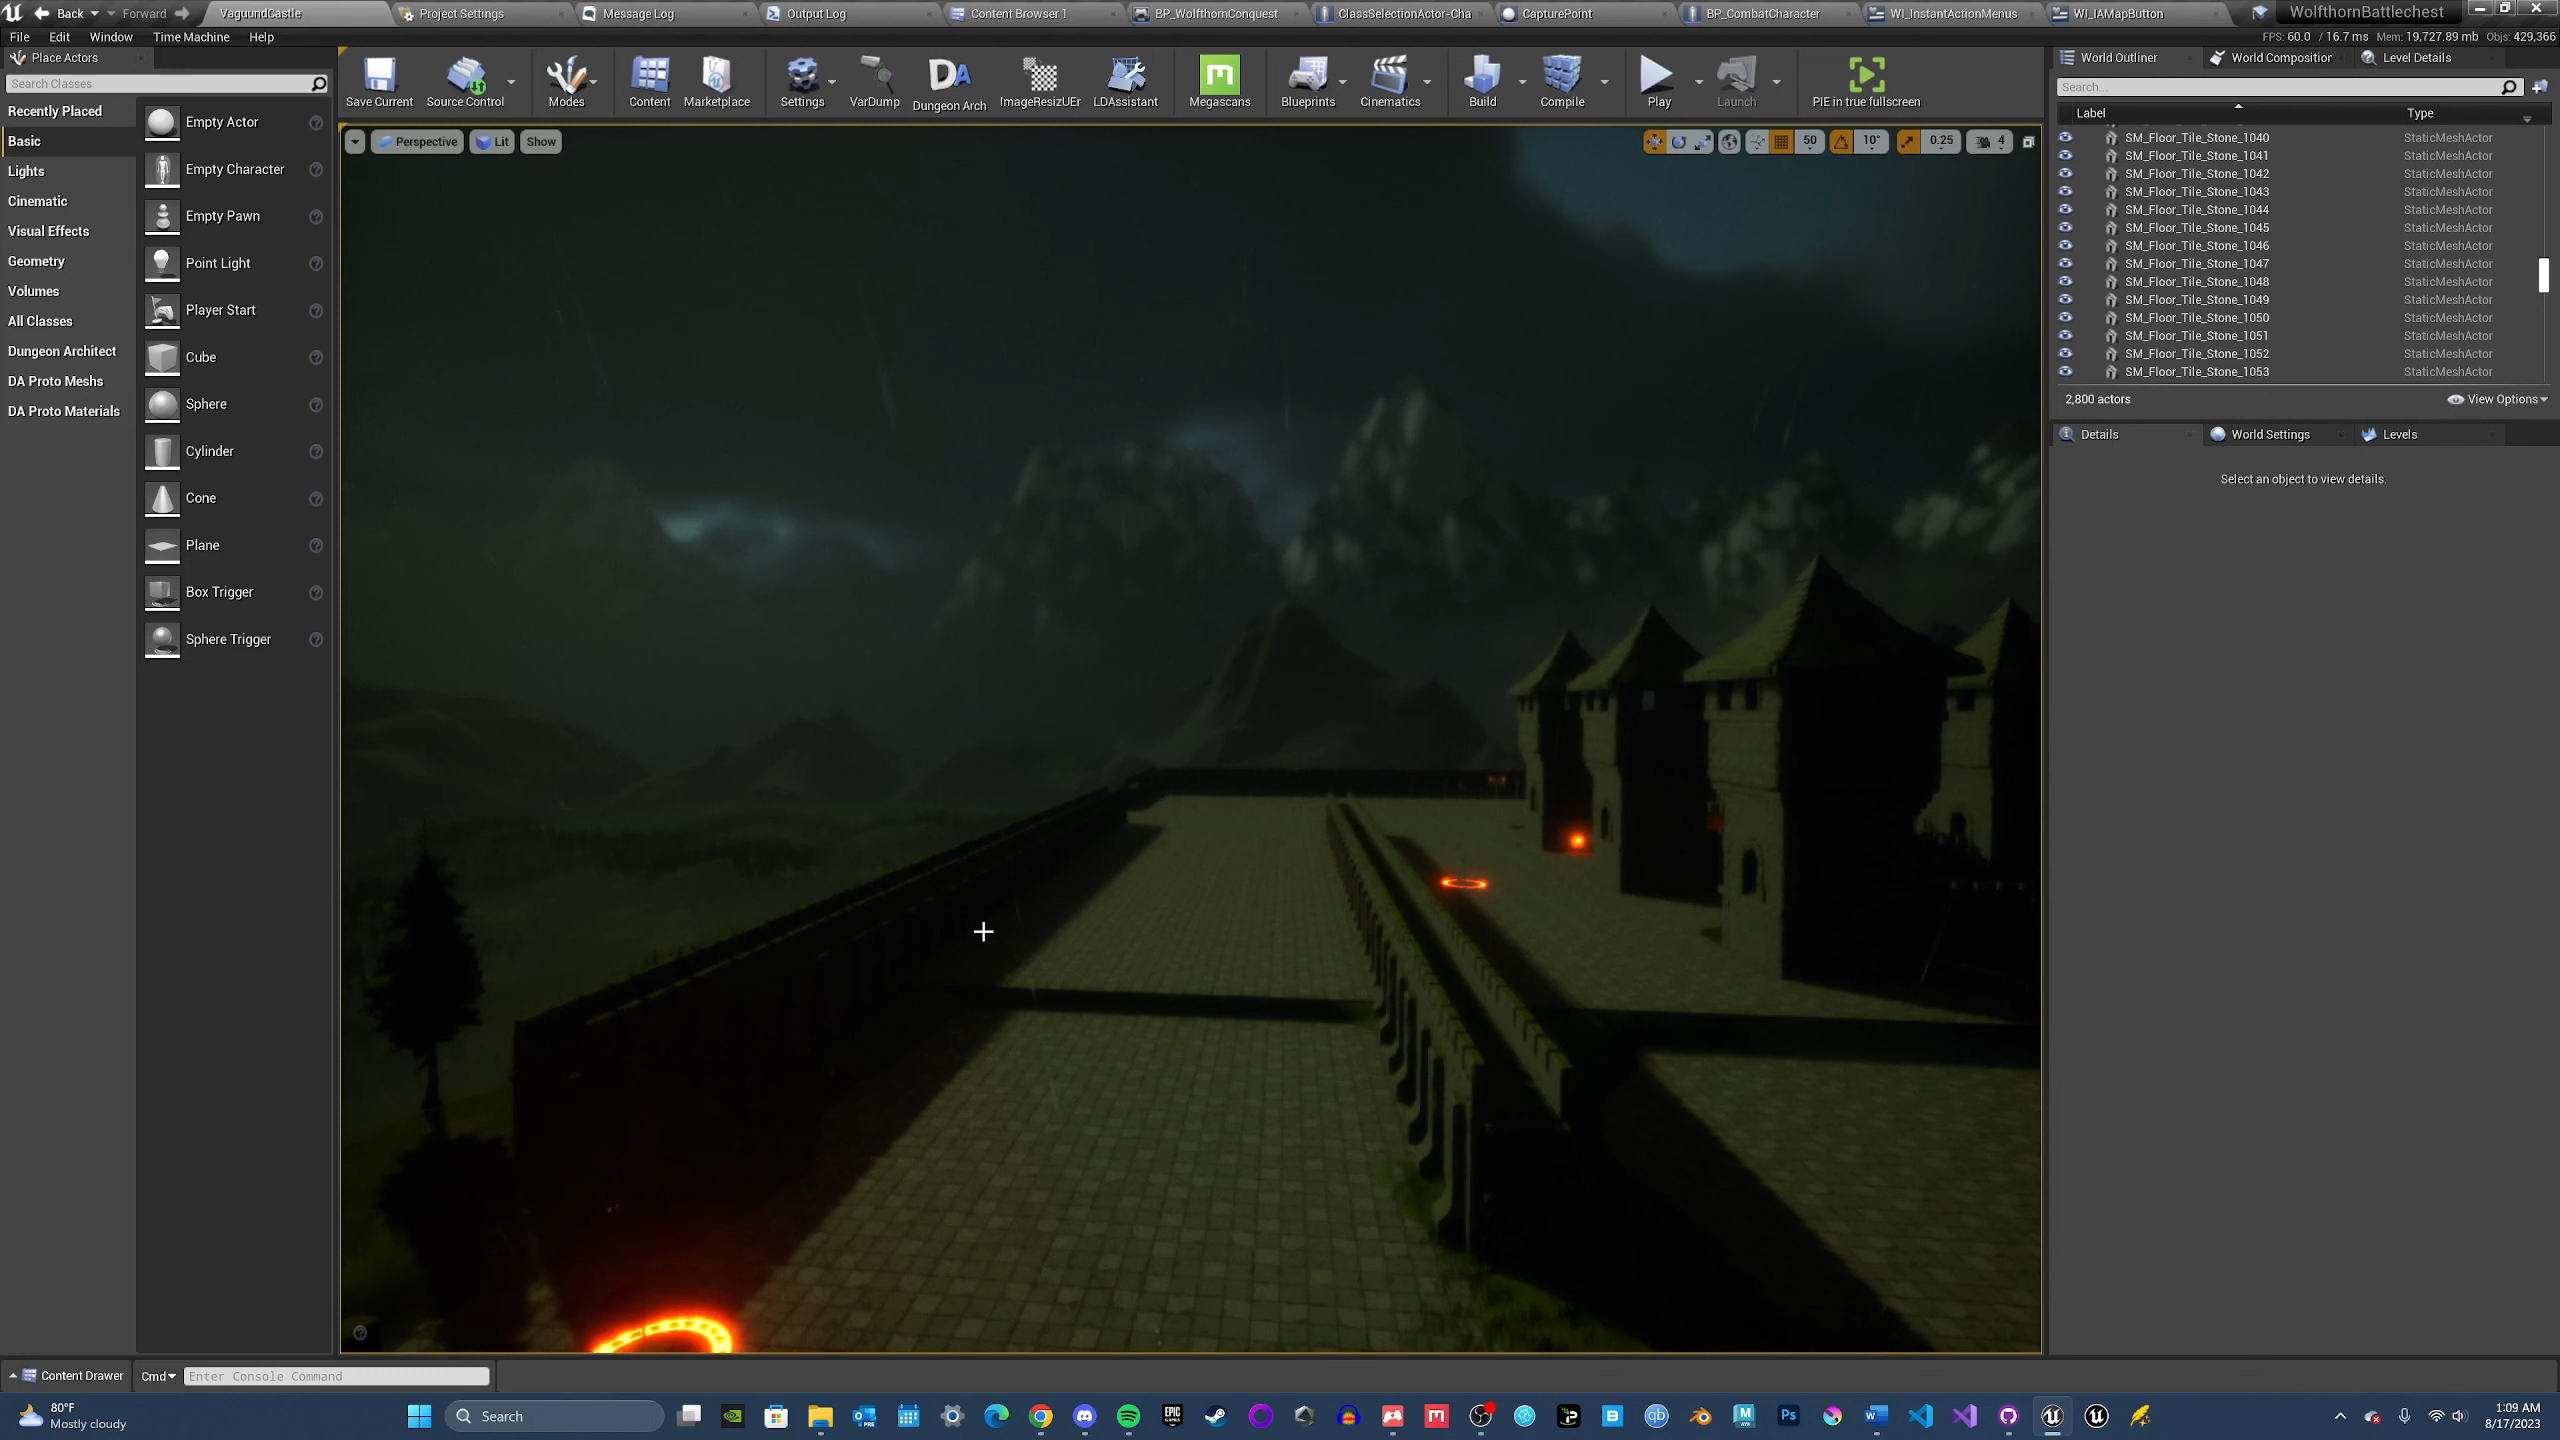 Back
Forward
VaguundCastle
Project Settings
Message Log
Output Log
Content Browser 1
BP_WolfthornConquest
ClassSelectionActor-Cha
CapturePoint
BP_CombatCharacter
WI_InstantActionMenus
WI_IAMapButton
WolfthornBattlechest
File
Edit
Window
Time Machine
Help
FPS: 60.0 / 16.7 ms Mem: 19,727.89 mb Objs: 429,366
Place Actors
Search Classes
Recently Placed
Basic
Lights
Cinematic
Visual Effects
Geometry
Volumes
All Classes
Dungeon Architect
DA Proto Meshs
DA Proto Materials
Empty Actor
Empty Character
Empty Pawn
Point Light
Player Start
Cube
Sphere
Cylinder
Cone
Plane
Box Trigger
Sphere Trigger
Save Current
Source Control
Modes
Content
Marketplace
Settings
VarDump
DA
Dungeon Arch
ImageResizUEr
LDAssistant
Megascans
Blueprints
Cinematics
Build
Compile
Play
Launch
PIE in true fullscreen
Perspective
Lit
Show
50
10°
0.25
4
World Outliner
World Composition
Level Details
Search...
Label
Type
SM_Floor_Tile_Stone_1040 StaticMeshActor
SM_Floor_Tile_Stone_1041 StaticMeshActor
SM_Floor_Tile_Stone_1042 StaticMeshActor
SM_Floor_Tile_Stone_1043 StaticMeshActor
SM_Floor_Tile_Stone_1044 StaticMeshActor
SM_Floor_Tile_Stone_1045 StaticMeshActor
SM_Floor_Tile_Stone_1046 StaticMeshActor
SM_Floor_Tile_Stone_1047 StaticMeshActor
SM_Floor_Tile_Stone_1048 StaticMeshActor
SM_Floor_Tile_Stone_1049 StaticMeshActor
SM_Floor_Tile_Stone_1050 StaticMeshActor
SM_Floor_Tile_Stone_1051 StaticMeshActor
SM_Floor_Tile_Stone_1052 StaticMeshActor
SM_Floor_Tile_Stone_1053 StaticMeshActor
2,800 actors
View Options
Details
World Settings
Levels
Select an object to view details.
Content Drawer
Cmd
Enter Console Command
80°F
Mostly cloudy
Search
1:09 AM
8/17/2023